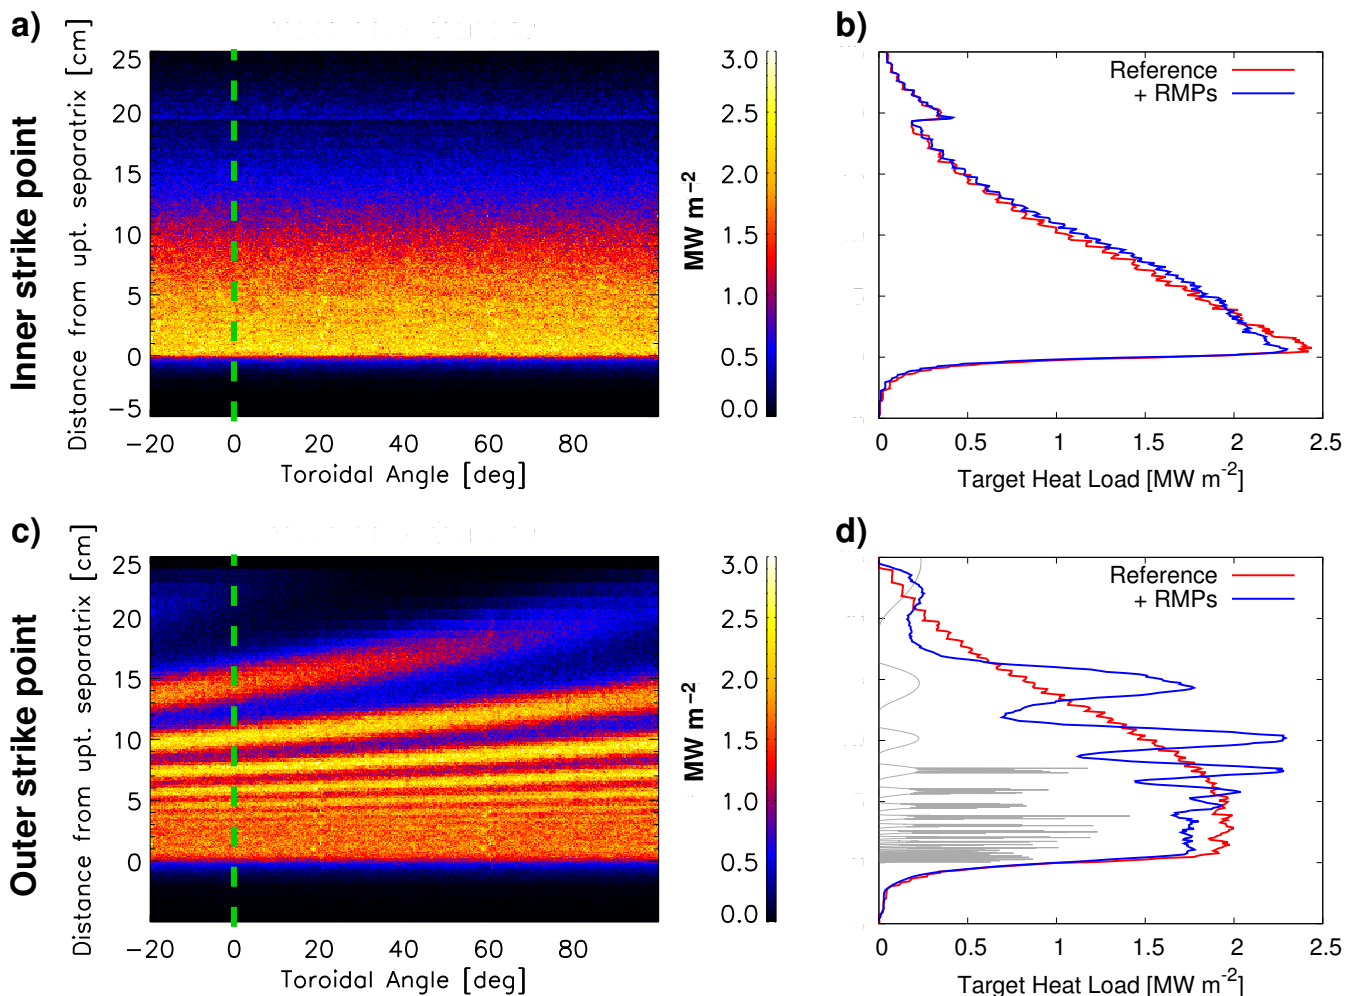 a)
Inner strike point
Distance from upt. separatrix [cm]
25
20
15
10
5
0
−5
−20 0 20 40 60 80
Toroidal Angle [deg]
3.0
2.5
2.0
1.5
1.0
0.5
0.0
MW m−2
b)
Reference
+ RMPs
0 0.5 1 1.5 2 2.5
Target Heat Load [MW m-2]
c)
Outer strike point
Distance from upt. separatrix [cm]
25
20
15
10
5
0
−20 0 20 40 60 80
Toroidal Angle [deg]
3.0
2.5
2.0
1.5
1.0
0.5
0.0
MW m−2
d)
Reference
+ RMPs
0 0.5 1 1.5 2 2.5
Target Heat Load [MW m-2]